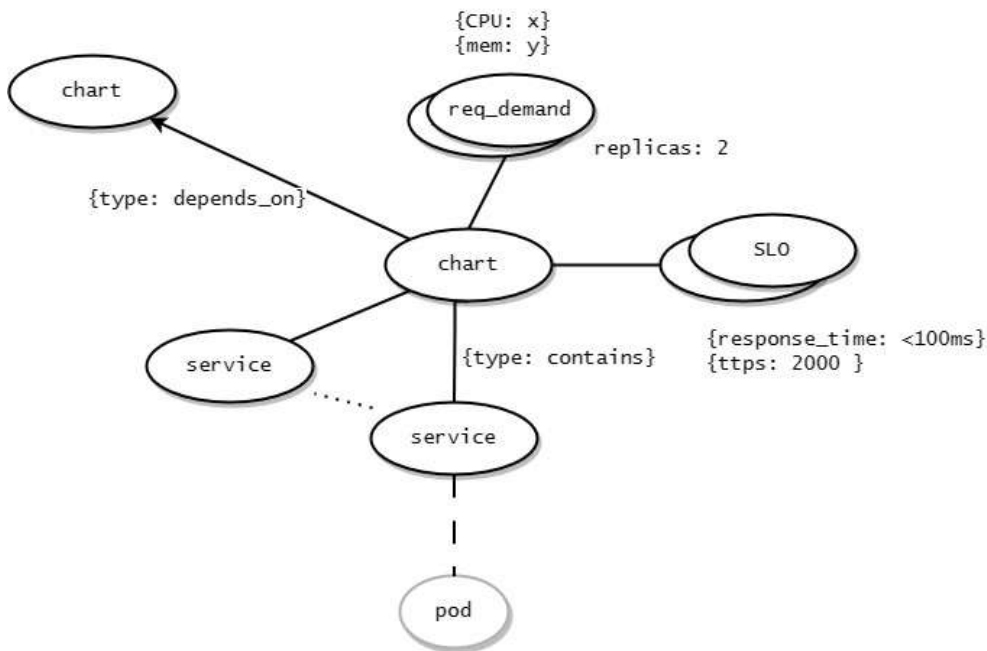 {CPU: x}
{mem: y}
chart
req_demand
replicas: 2
{type: depends_on}
chart
SLO
{response_time: <100ms}
{ttps: 2000 }
service
{type: contains}
service
pod